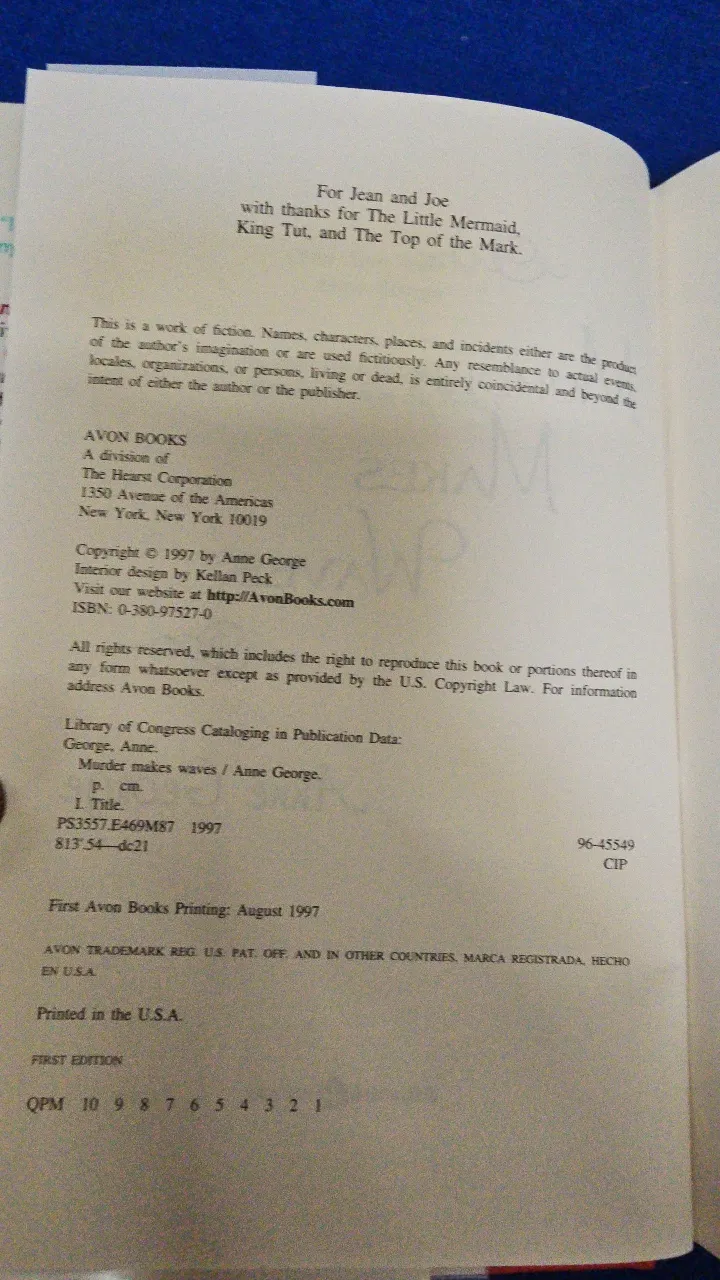 For Jean and Joe
with thanks for The Little Mermaid,
King Tut, and The Top of the Mark.
This is a work of fiction. Names, characters, places, and incidents either are the product
of the author's imagination or are used fictitiously. Any resemblance to actual events,
locales, organizations, or persons, living or dead, is entirely coincidental and beyond the
intent of either the author or the publisher.
AVON BOOKS
A division of
The Hearst Corporation
1350 Avenue of the Americas
New York, New York 10019
Copyright © 1997 by Anne George
Interior design by Kellan Peck
Visit our website at http://AvonBooks.com
ISBN: 0-380-97527-0
All rights reserved, which includes the right to reproduce this book or portions thereof in
any form whatsoever except as provided by the U.S. Copyright Law. For information
address Avon Books.
Library of Congress Cataloging in Publication Data:
George, Anne.
Murder makes waves / Anne George.
p. cm.
I. Title.
PS3557.E469M87 1997
813'.54—dc21
96-45549
CIP
First Avon Books Printing: August 1997
AVON TRADEMARK REG. U.S. PAT. OFF. AND IN OTHER COUNTRIES, MARCA REGISTRADA, HECHO
EN U.S.A.
Printed in the U.S.A.
FIRST EDITION
QPM 10 9 8 7 6 5 4 3 2 1